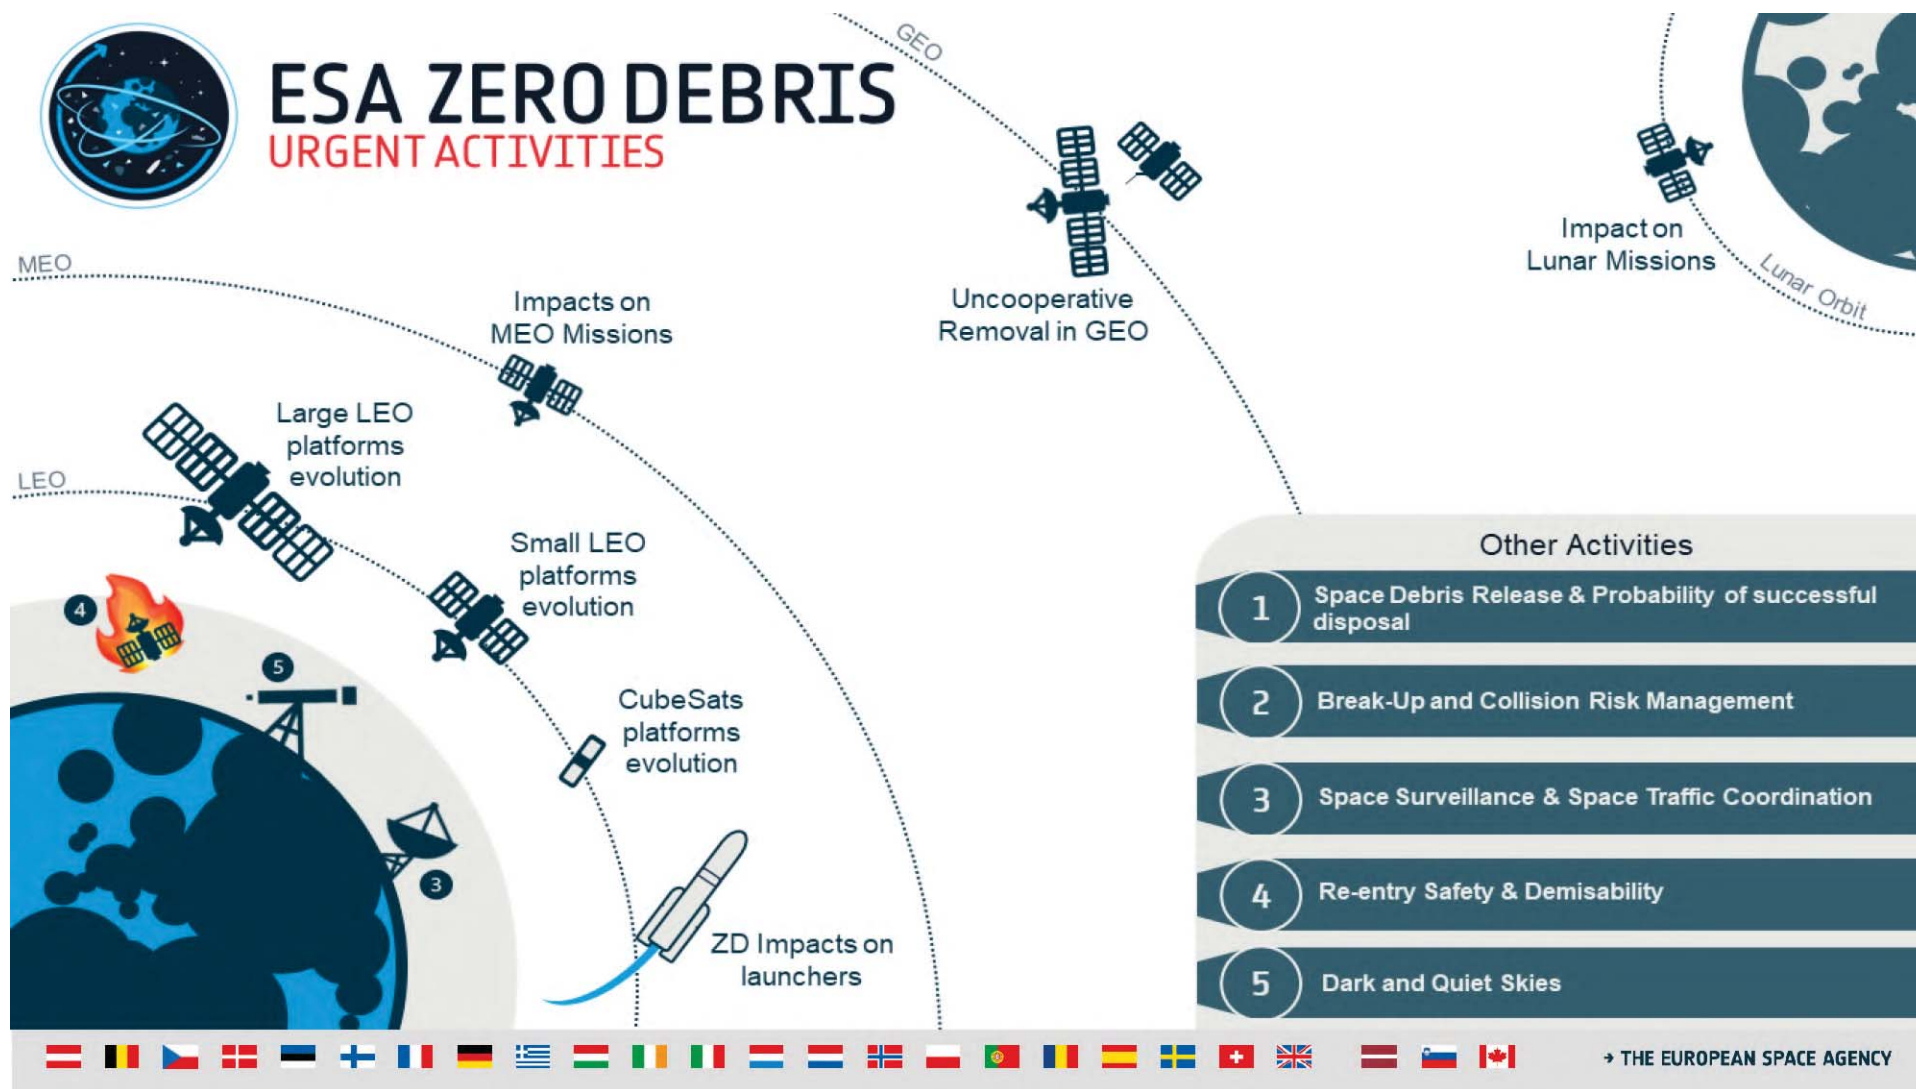 ESA ZERO DEBRIS
URGENT ACTIVITIES
GEO
MEO
LEO
Lunar Orbit
Impact on
Lunar Missions
Uncooperative
Removal in GEO
Impacts on
MEO Missions
Large LEO
platforms
evolution
Small LEO
platforms
evolution
CubeSats
platforms
evolution
ZD Impacts on
launchers
4
5
3
Other Activities
1
Space Debris Release & Probability of successful
disposal
2
Break-Up and Collision Risk Management
3
Space Surveillance & Space Traffic Coordination
4
Re-entry Safety & Demisability
5
Dark and Quiet Skies
→ THE EUROPEAN SPACE AGENCY